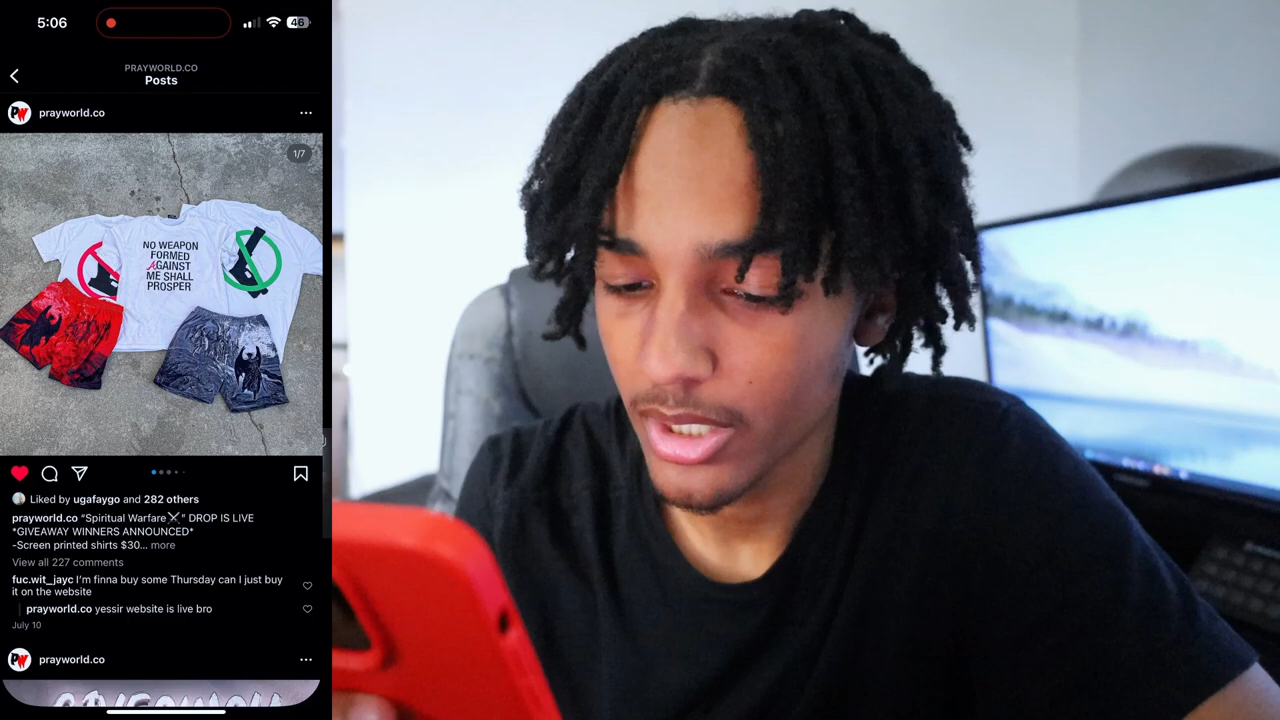 5:06
46
PRAYWORLD.CO
Posts
PW
prayworld.co
1/7
NO WEAPON
FORMED
AGAINST
ME SHALL
PROSPER
Liked by ugafaygo and 282 others
prayworld.co “Spiritual Warfare⚔️” DROP IS LIVE
*GIVEAWAY WINNERS ANNOUNCED*
-Screen printed shirts $30... more
View all 227 comments
fuc.wit_jayc I’m finna buy some Thursday can I just buy
it on the website
prayworld.co yessir website is live bro
July 10
PW
prayworld.co